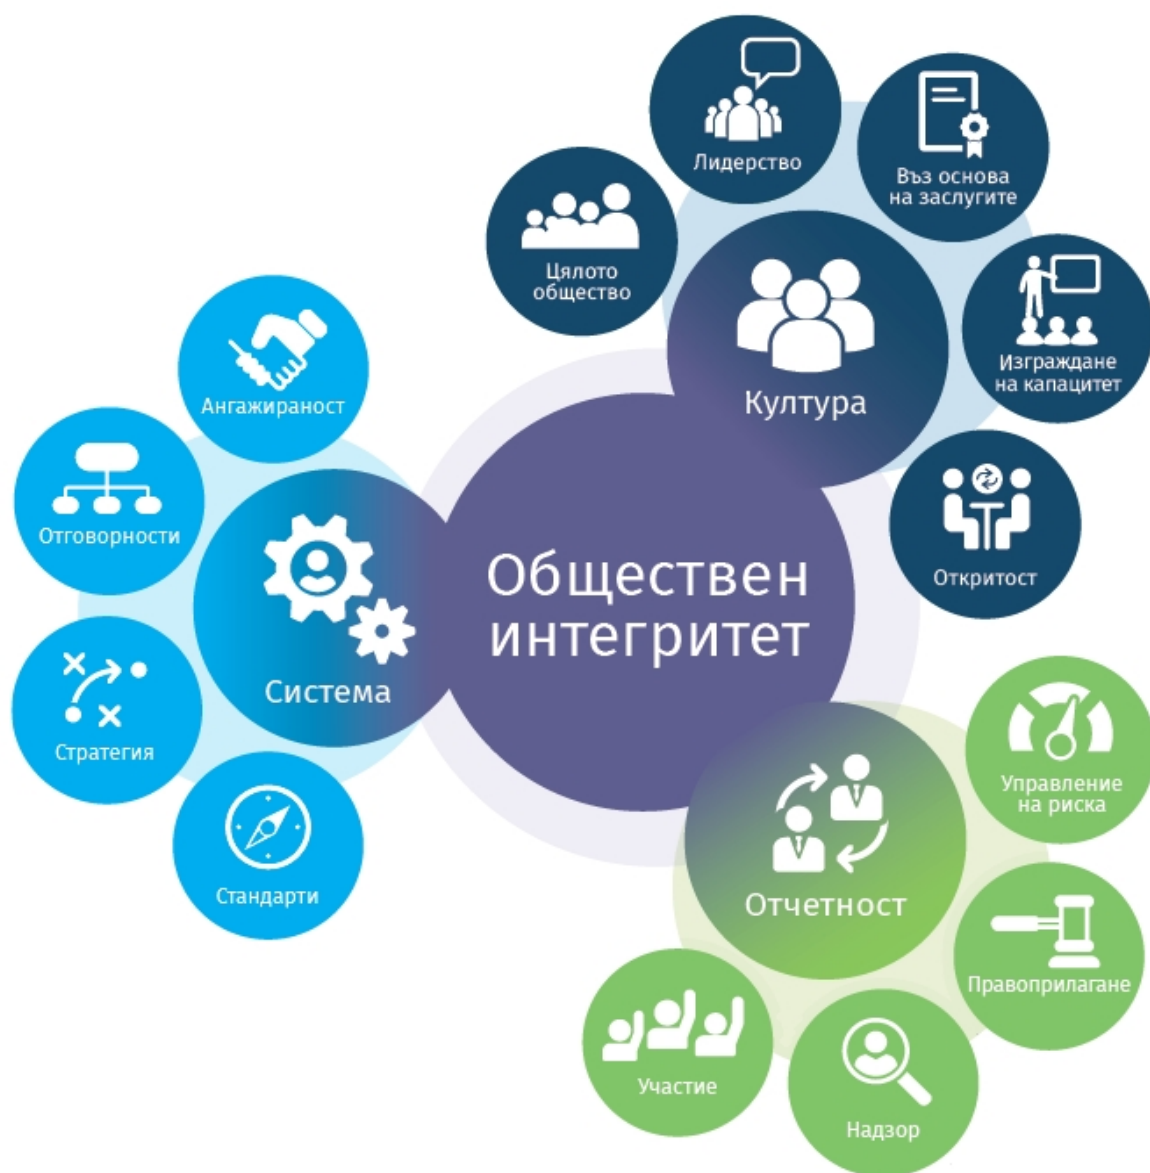 Обществен
интегритет
Система
Ангажираност
Отговорности
Стратегия
Стандарти
Култура
Цялото
общество
Лидерство
Въз основа
на заслугите
Изграждане
на капацитет
Откритост
Отчетност
Управление
на риска
Правоприлагане
Надзор
Участие